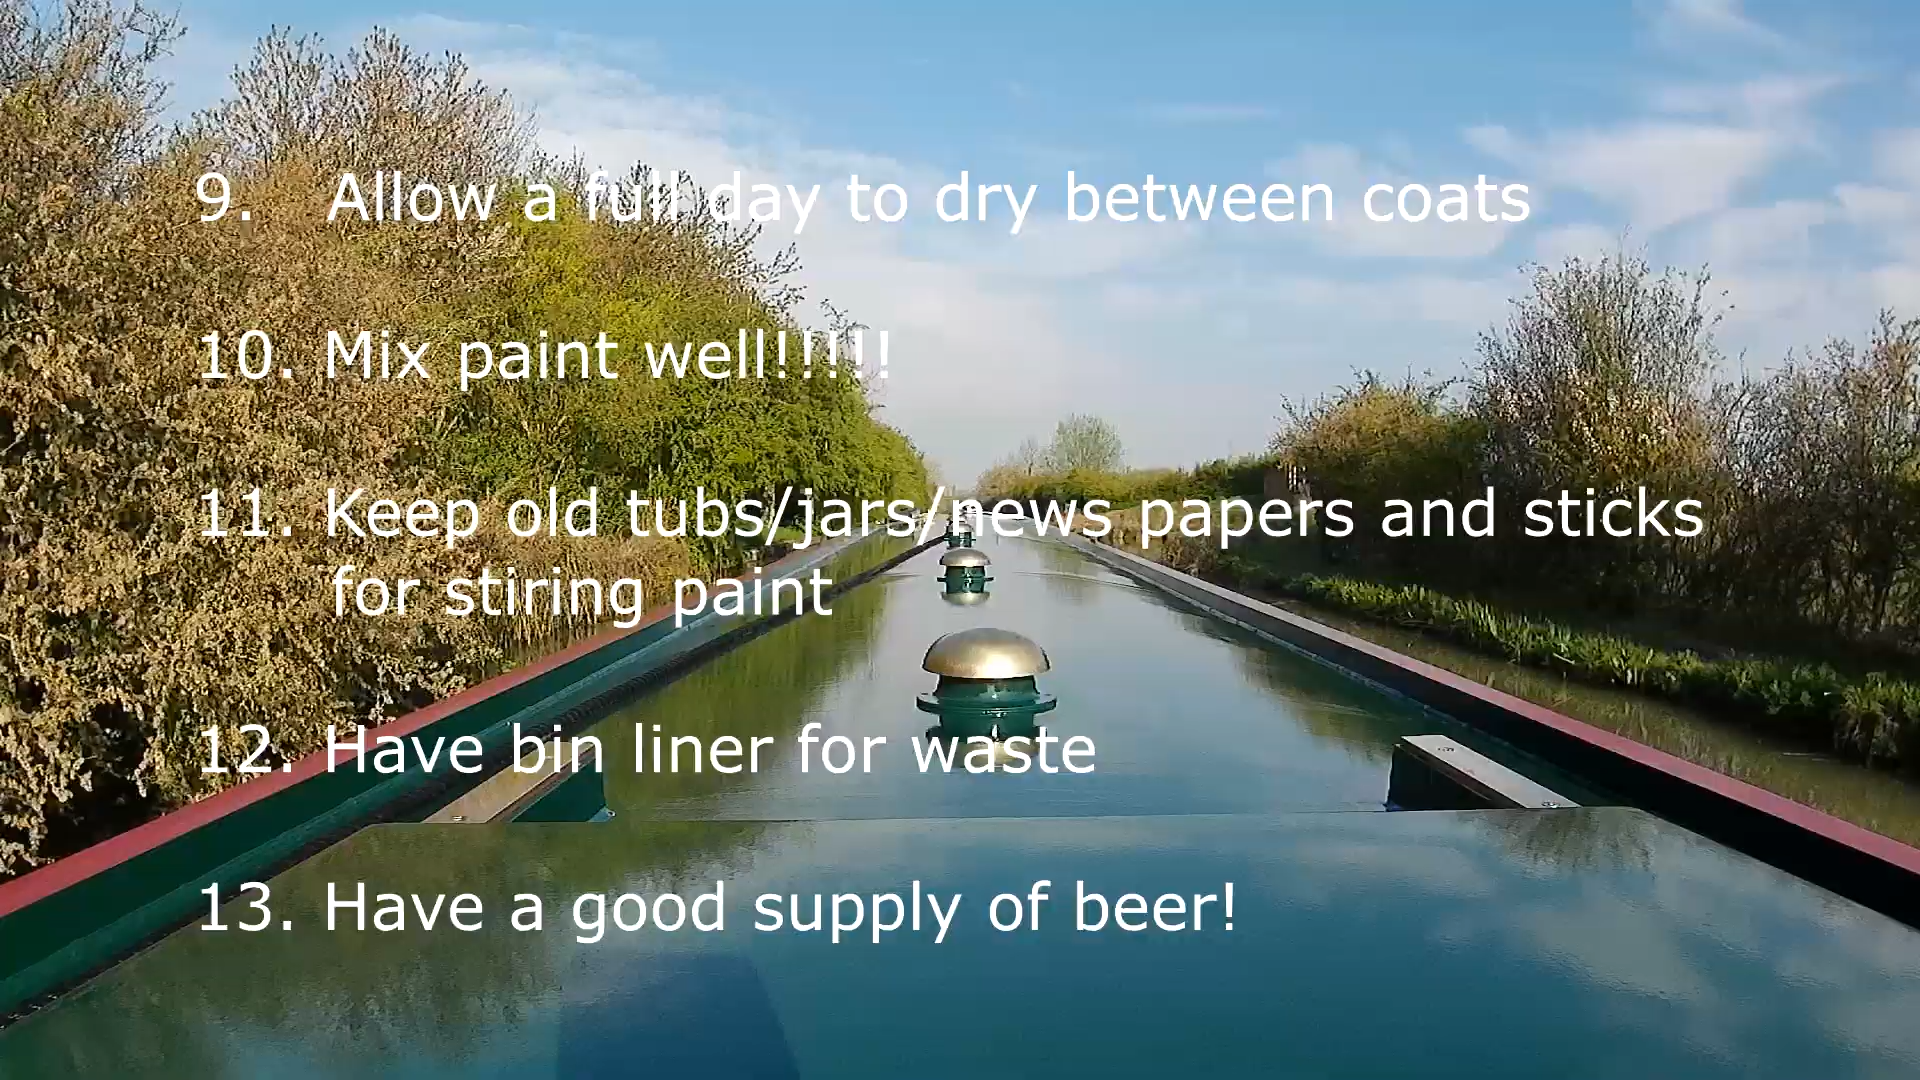 9. Allow a full day to dry between coats
10. Mix paint well!!!!!
11. Keep old tubs/jars/news papers and sticks
for stiring paint
12. Have bin liner for waste
13. Have a good supply of beer!